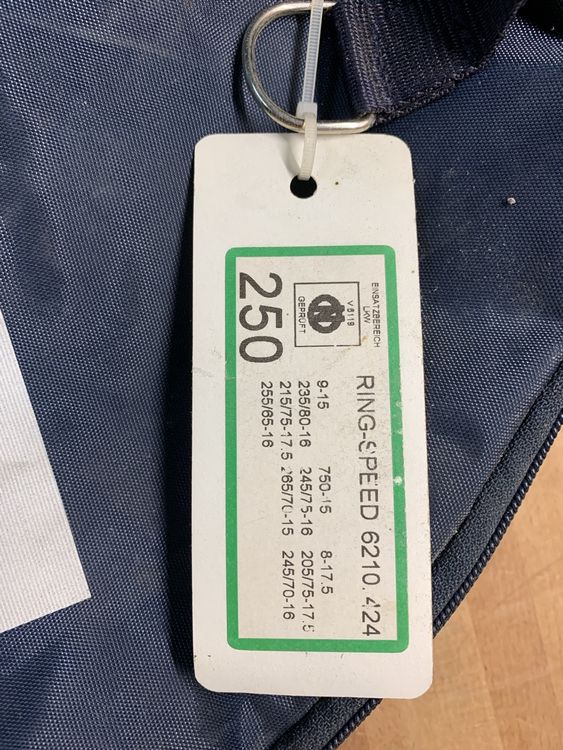 EINSATZBEREICH
LKW
V 5119
GEPRÜFT
250
RING-SPEED 6210.424
9-15 750-15 8-17.5
235/80-16 245/75-16 205/75-17.5
215/75-17.5 265/70-15 245/70-16
255/65-16